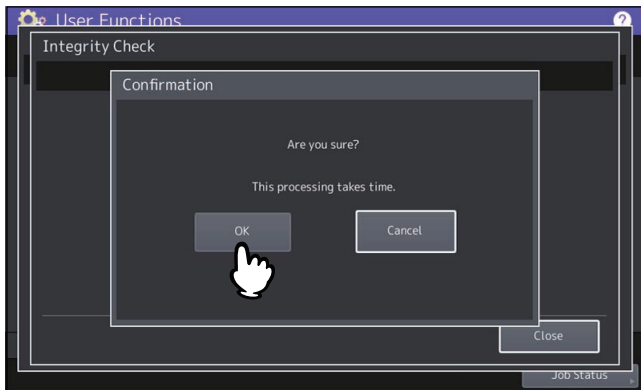 User Functions
?
Integrity Check
Confirmation
Are you sure?
This processing takes time.
OK
Cancel
Close
Job Status